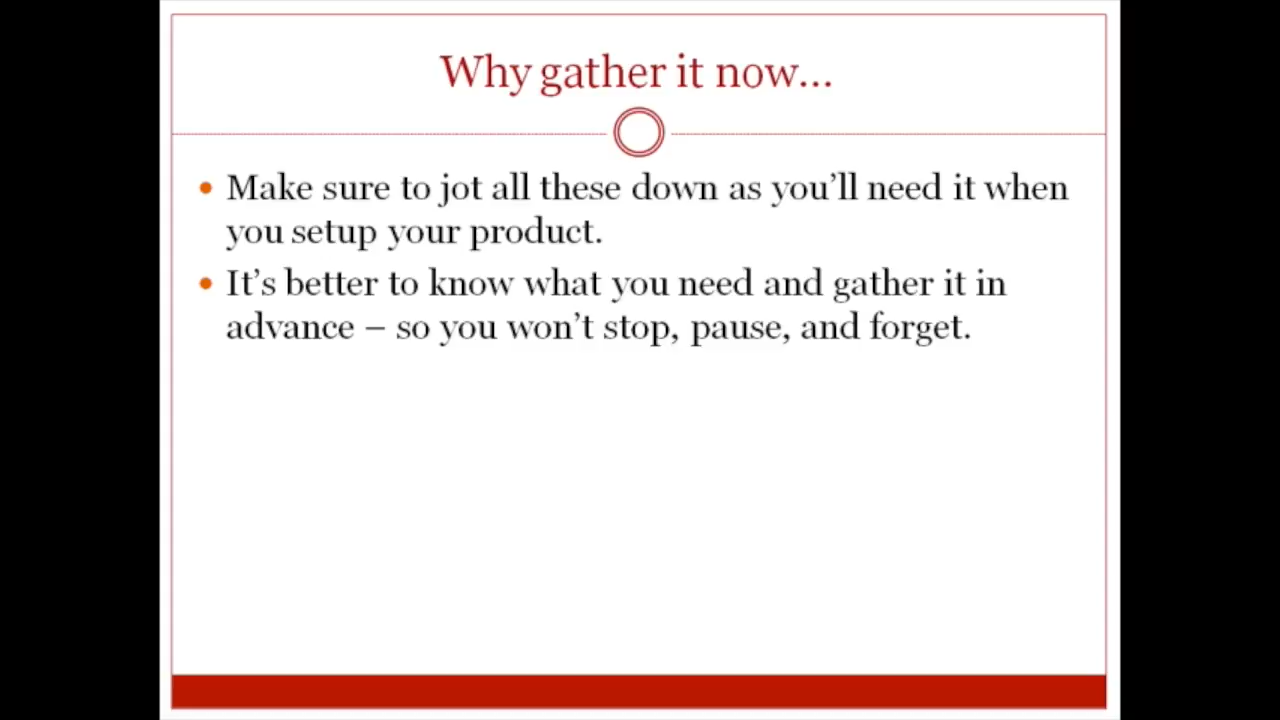 Why gather it now...
• Make sure to jot all these down as you’ll need it when
you setup your product.
• It’s better to know what you need and gather it in
advance – so you won’t stop, pause, and forget.